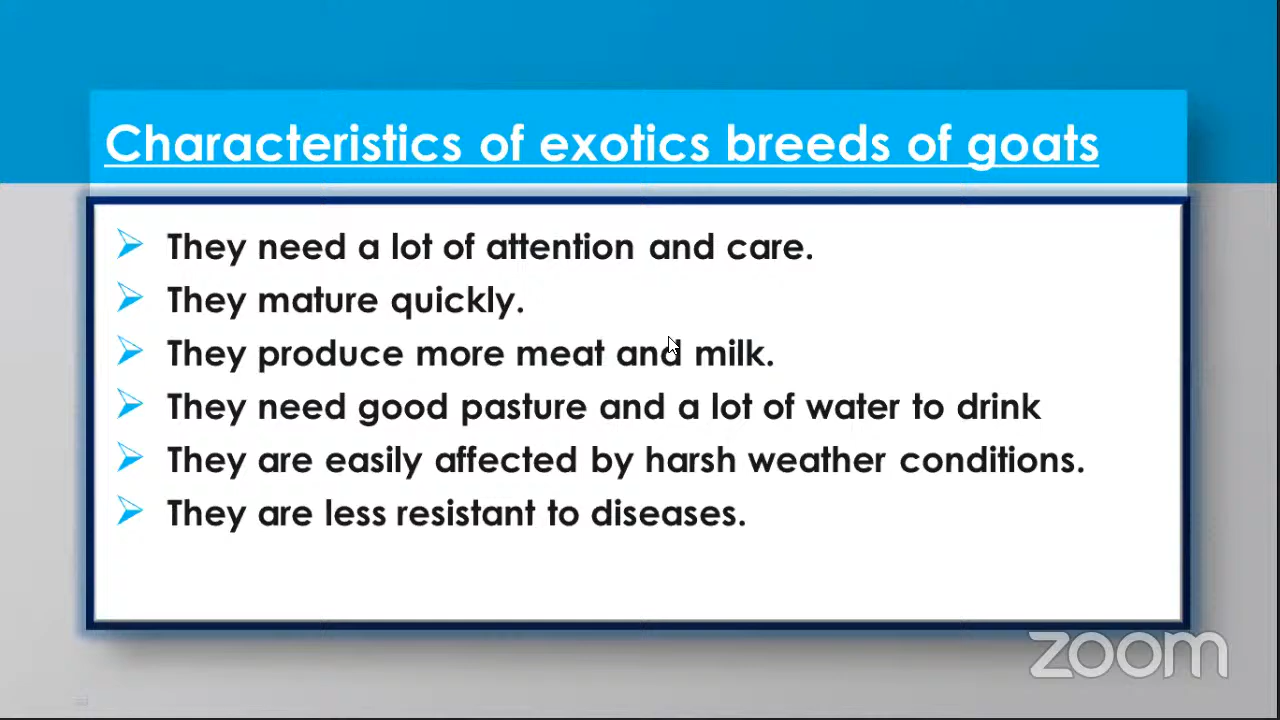 Characteristics of exotics breeds of goats
They need a lot of attention and care.
They mature quickly.
They produce more meat and milk.
They need good pasture and a lot of water to drink
They are easily affected by harsh weather conditions.
They are less resistant to diseases.
zoom